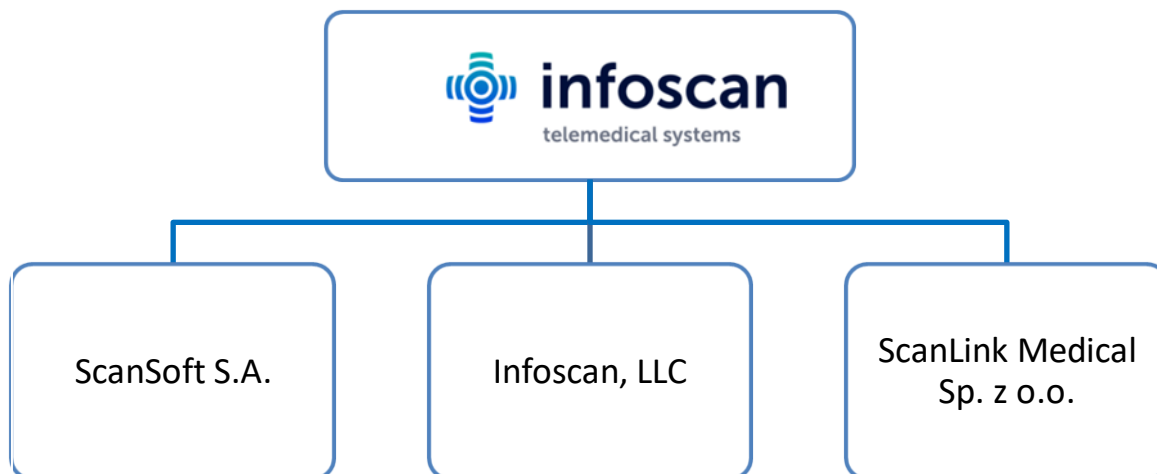 infoscan
telemedical systems
ScanSoft S.A.
Infoscan, LLC
ScanLink Medical
Sp. z o.o.